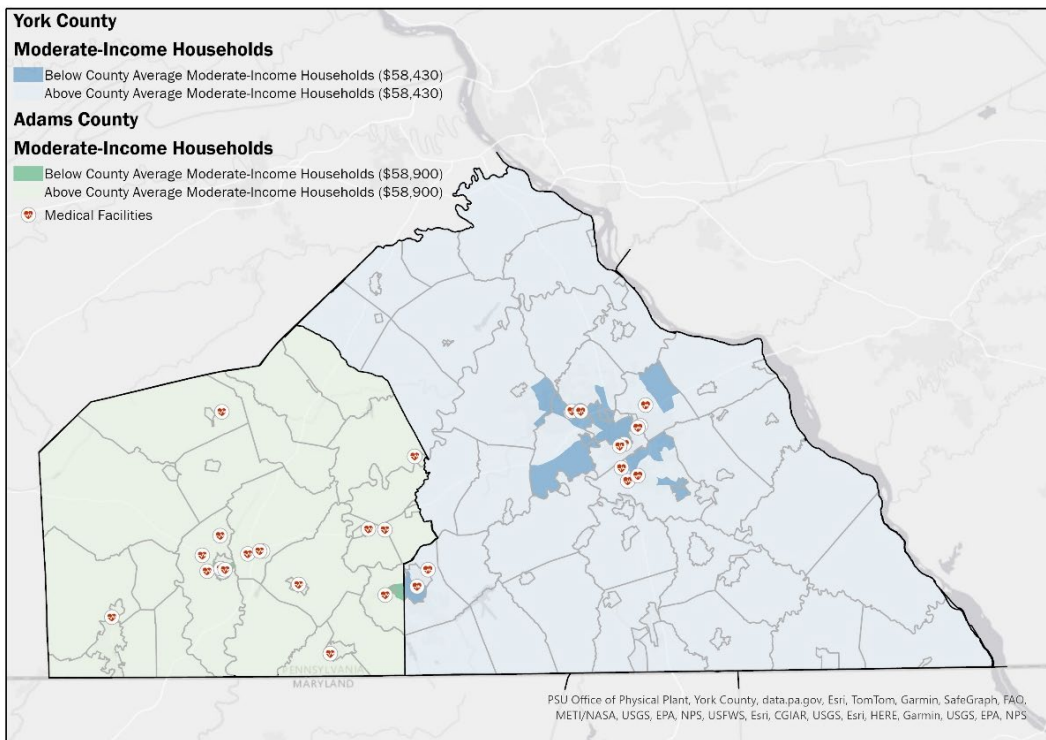 York County
Moderate-Income Households
Below County Average Moderate-Income Households ($58,430)
Above County Average Moderate-Income Households ($58,430)
Adams County
Moderate-Income Households
Below County Average Moderate-Income Households ($58,900)
Above County Average Moderate-Income Households ($58,900)
Medical Facilities
PENNSYLVANIA
MARYLAND
PSU Office of Physical Plant, York County, data.pa.gov, Esri, TomTom, Garmin, SafeGraph, FAO,
METI/NASA, USGS, EPA, NPS, USFWS, Esri, CGIAR, USGS, Esri, HERE, Garmin, USGS, EPA, NPS